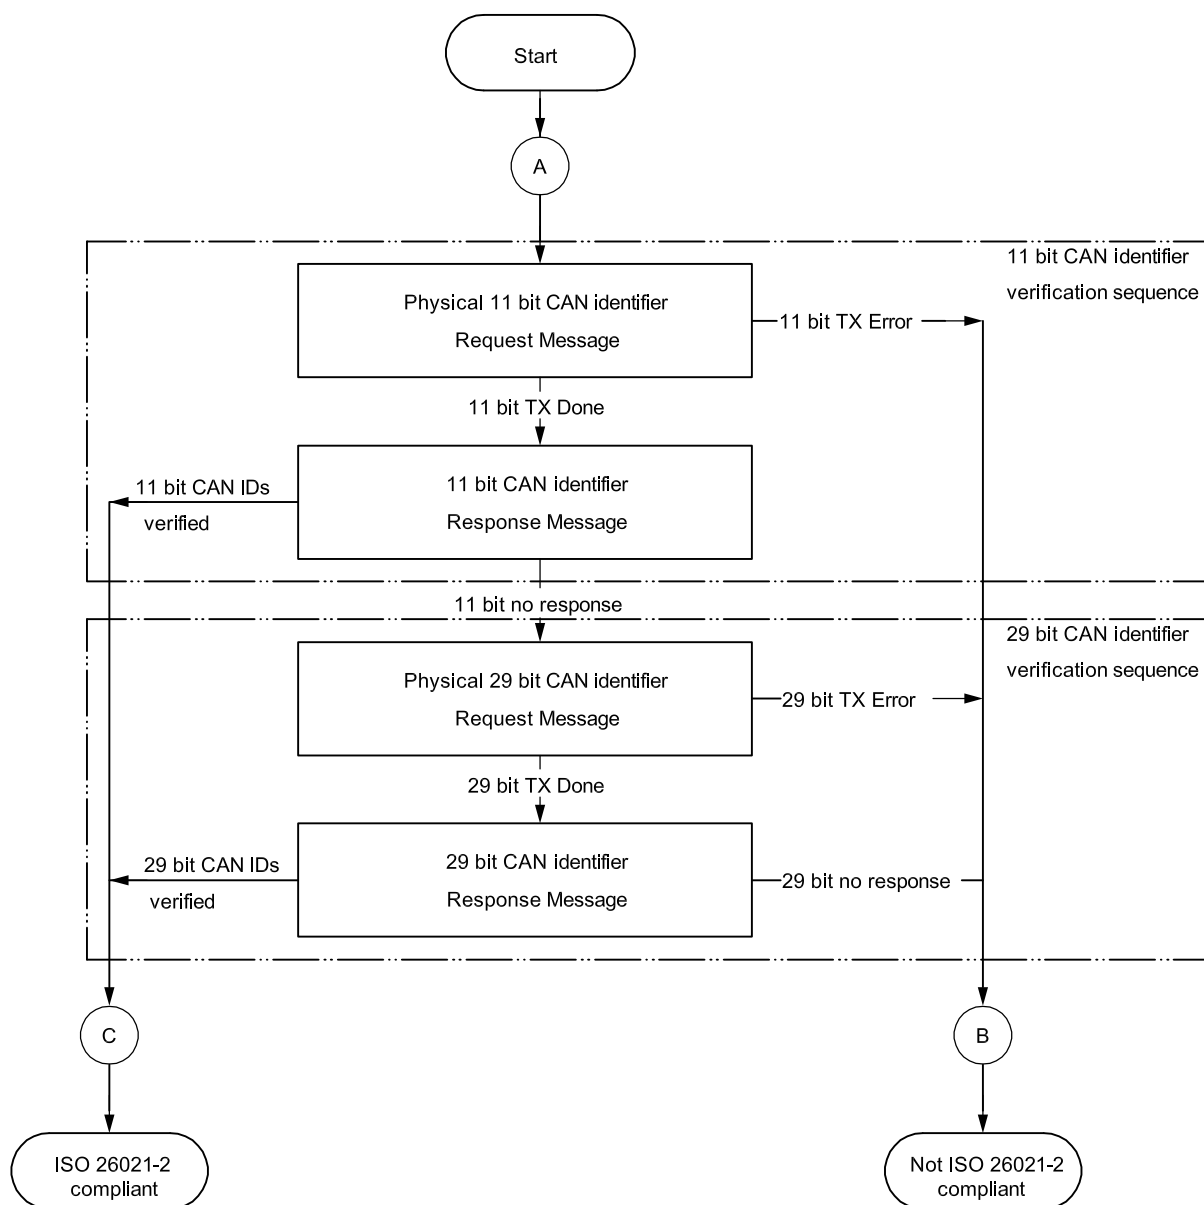 Start
A
11 bit CAN identifier
verification sequence
Physical 11 bit CAN identifier
Request Message
11 bit TX Error
11 bit TX Done
11 bit CAN identifier
Response Message
11 bit CAN IDs
verified
11 bit no response
29 bit CAN identifier
verification sequence
Physical 29 bit CAN identifier
Request Message
29 bit TX Error
29 bit TX Done
29 bit CAN identifier
Response Message
29 bit CAN IDs
verified
29 bit no response
C
B
ISO 26021-2
compliant
Not ISO 26021-2
compliant